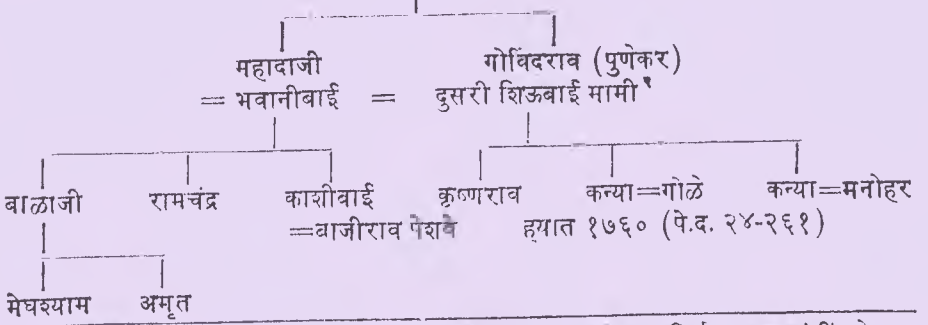 महादाजी गोविंदराव (पुणेकर)
= भवानीबाई = दुसरी शिऊबाई मामी
बाळाजी रामचंद्र काशीबाई कृष्णराव कन्या=गोळे कन्या=मनोहर
=बाजीराव पेशवे हयात १७६० (पे.द. २४-२६१)
मेघश्याम अमृत